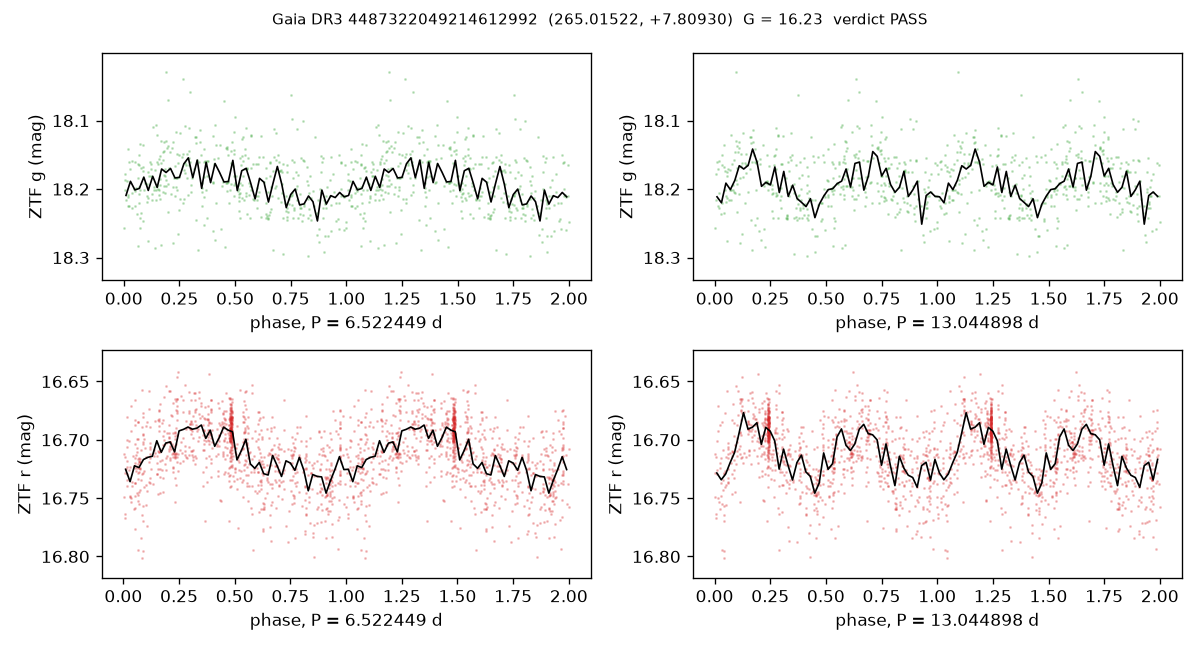 Gaia DR3 4487322049214612992 (265.01522, +7.80930) G = 16.23 verdict PASS
ZTF g (mag)
18.1
18.2
18.3
0.00 0.25 0.50 0.75 1.00 1.25 1.50 1.75 2.00
phase, P = 6.522449 d
ZTF g (mag)
18.1
18.2
18.3
0.00 0.25 0.50 0.75 1.00 1.25 1.50 1.75 2.00
phase, P = 13.044898 d
ZTF r (mag)
16.65
16.70
16.75
16.80
0.00 0.25 0.50 0.75 1.00 1.25 1.50 1.75 2.00
phase, P = 6.522449 d
ZTF r (mag)
16.65
16.70
16.75
16.80
0.00 0.25 0.50 0.75 1.00 1.25 1.50 1.75 2.00
phase, P = 13.044898 d